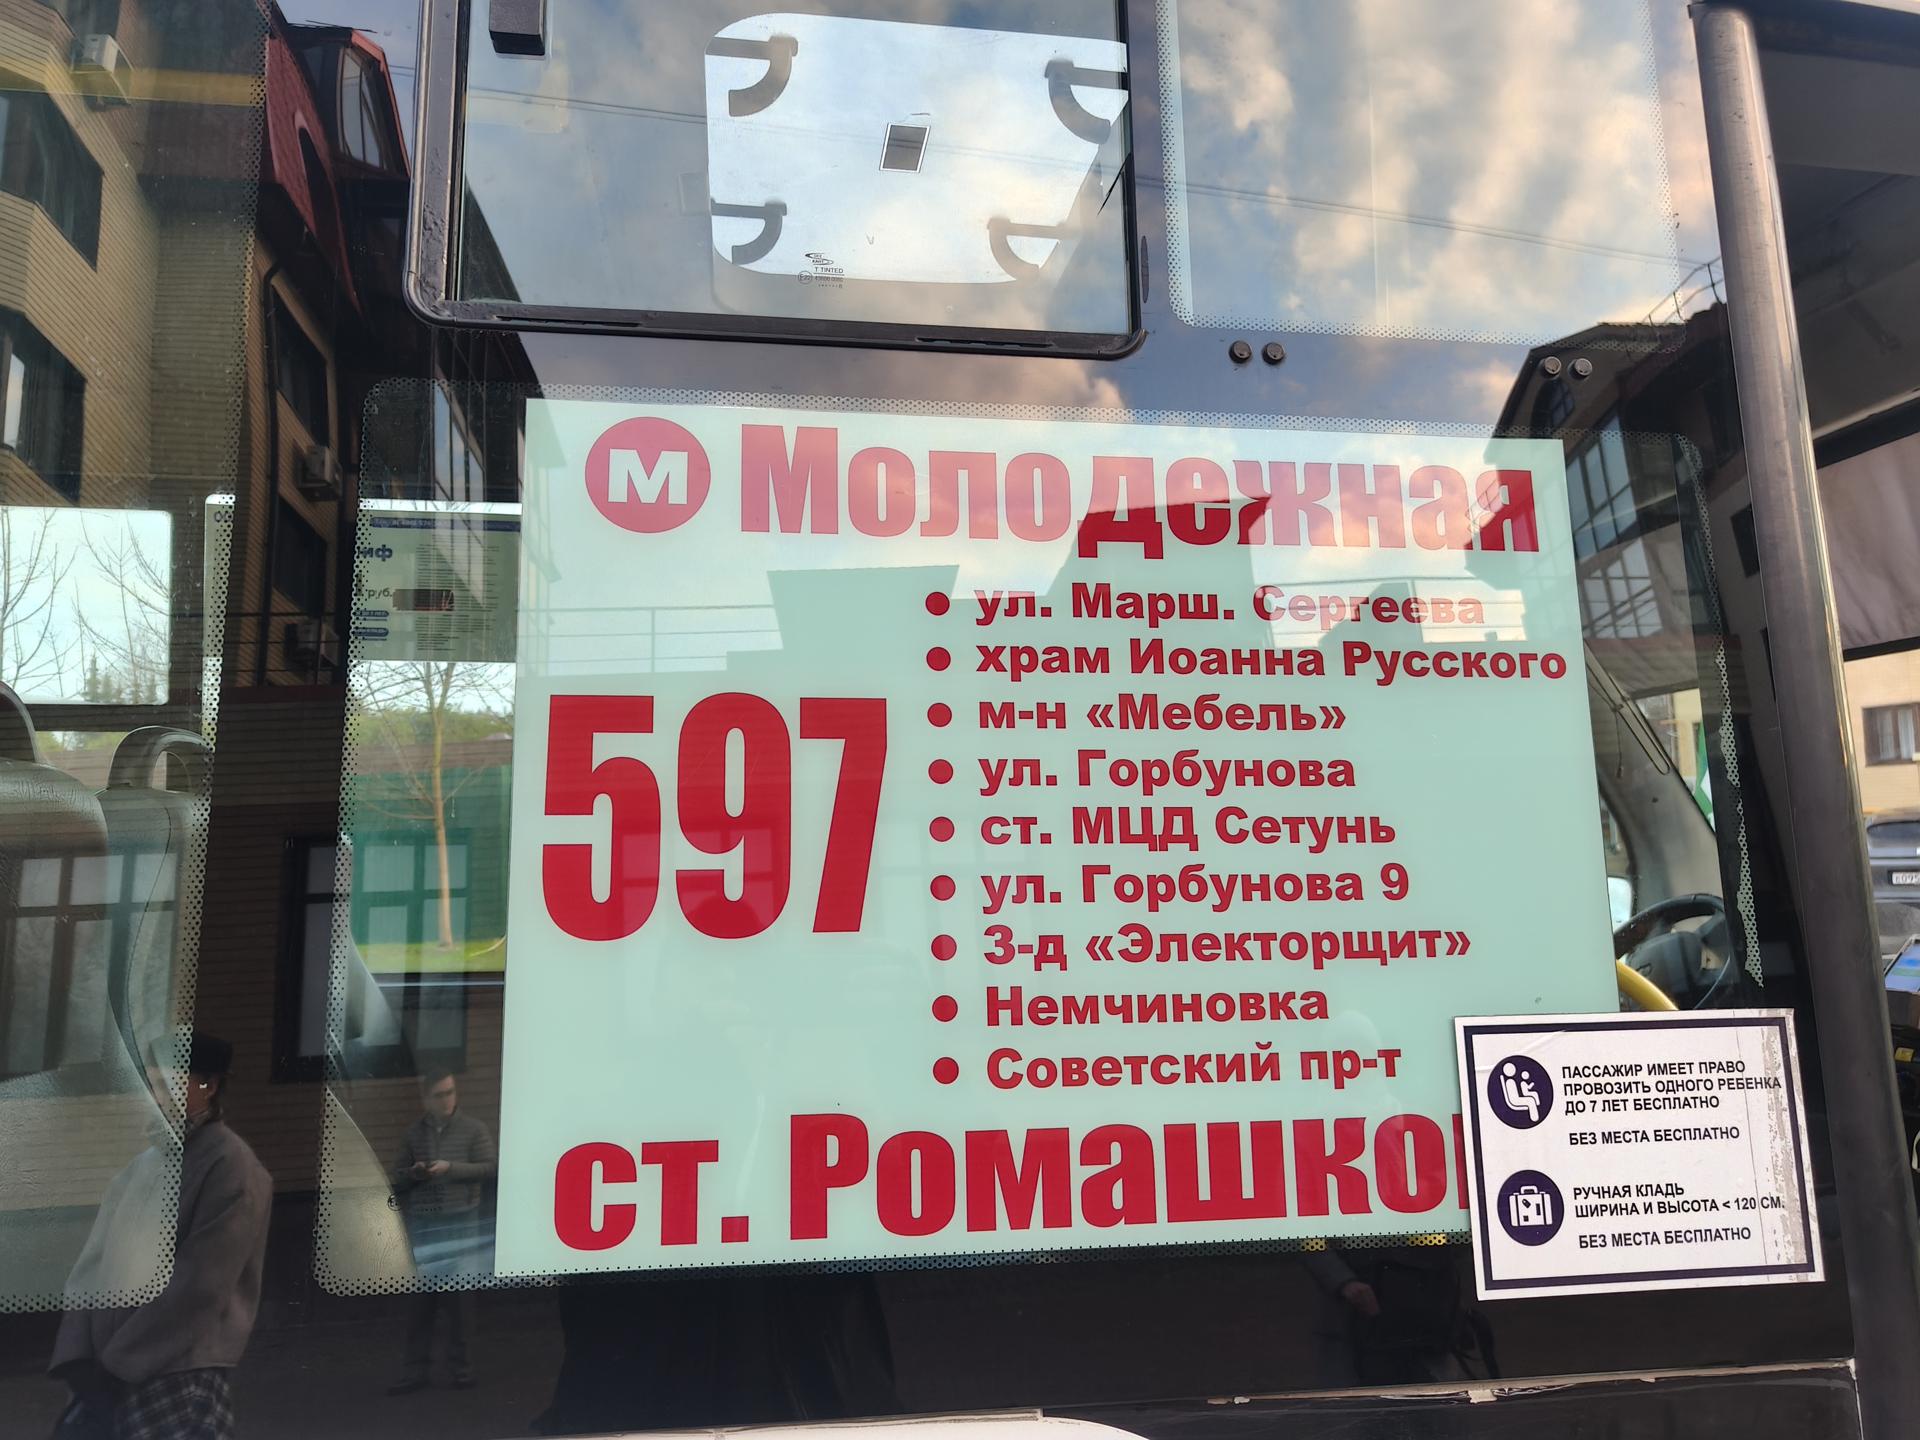 М Молодежная
597
• ул. Марш. Сергеева
• храм Иоанна Русского
• м-н «Мебель»
• ул. Горбунова
• ст. МЦД Сетунь
• ул. Горбунова 9
• З-д «Электорщит»
• Немчиновка
• Советский пр-т
ст. Ромашко
ПАССАЖИР ИМЕЕТ ПРАВО
ПРОВОЗИТЬ ОДНОГО РЕБЕНКА
ДО 7 ЛЕТ БЕСПЛАТНО
БЕЗ МЕСТА БЕСПЛАТНО
РУЧНАЯ КЛАДЬ
ШИРИНА И ВЫСОТА < 120 СМ.
БЕЗ МЕСТА БЕСПЛАТНО